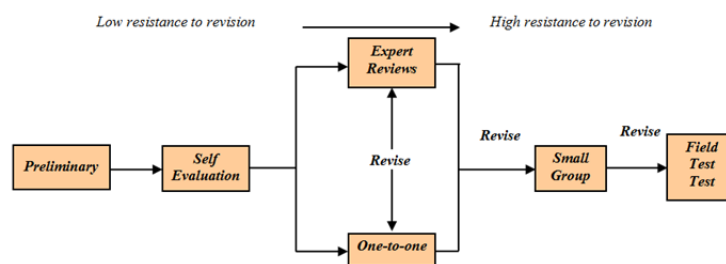 Low resistance to revision
High resistance to revision
Expert
Reviews
Preliminary
Self
Evaluation
Revise
One-to-one
Revise
Small
Group
Revise
Field
Test
Test